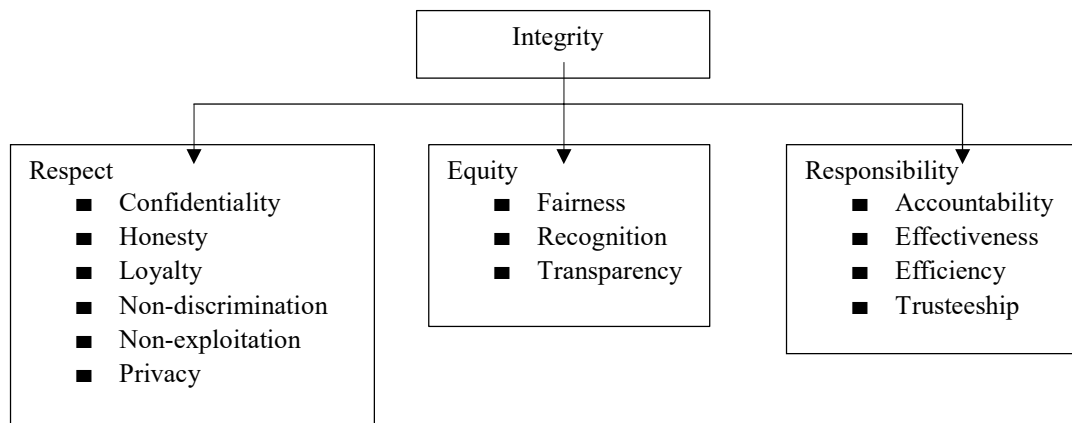 Integrity
Respect
■ Confidentiality
■ Honesty
■ Loyalty
■ Non-discrimination
■ Non-exploitation
■ Privacy
Equity
■ Fairness
■ Recognition
■ Transparency
Responsibility
■ Accountability
■ Effectiveness
■ Efficiency
■ Trusteeship